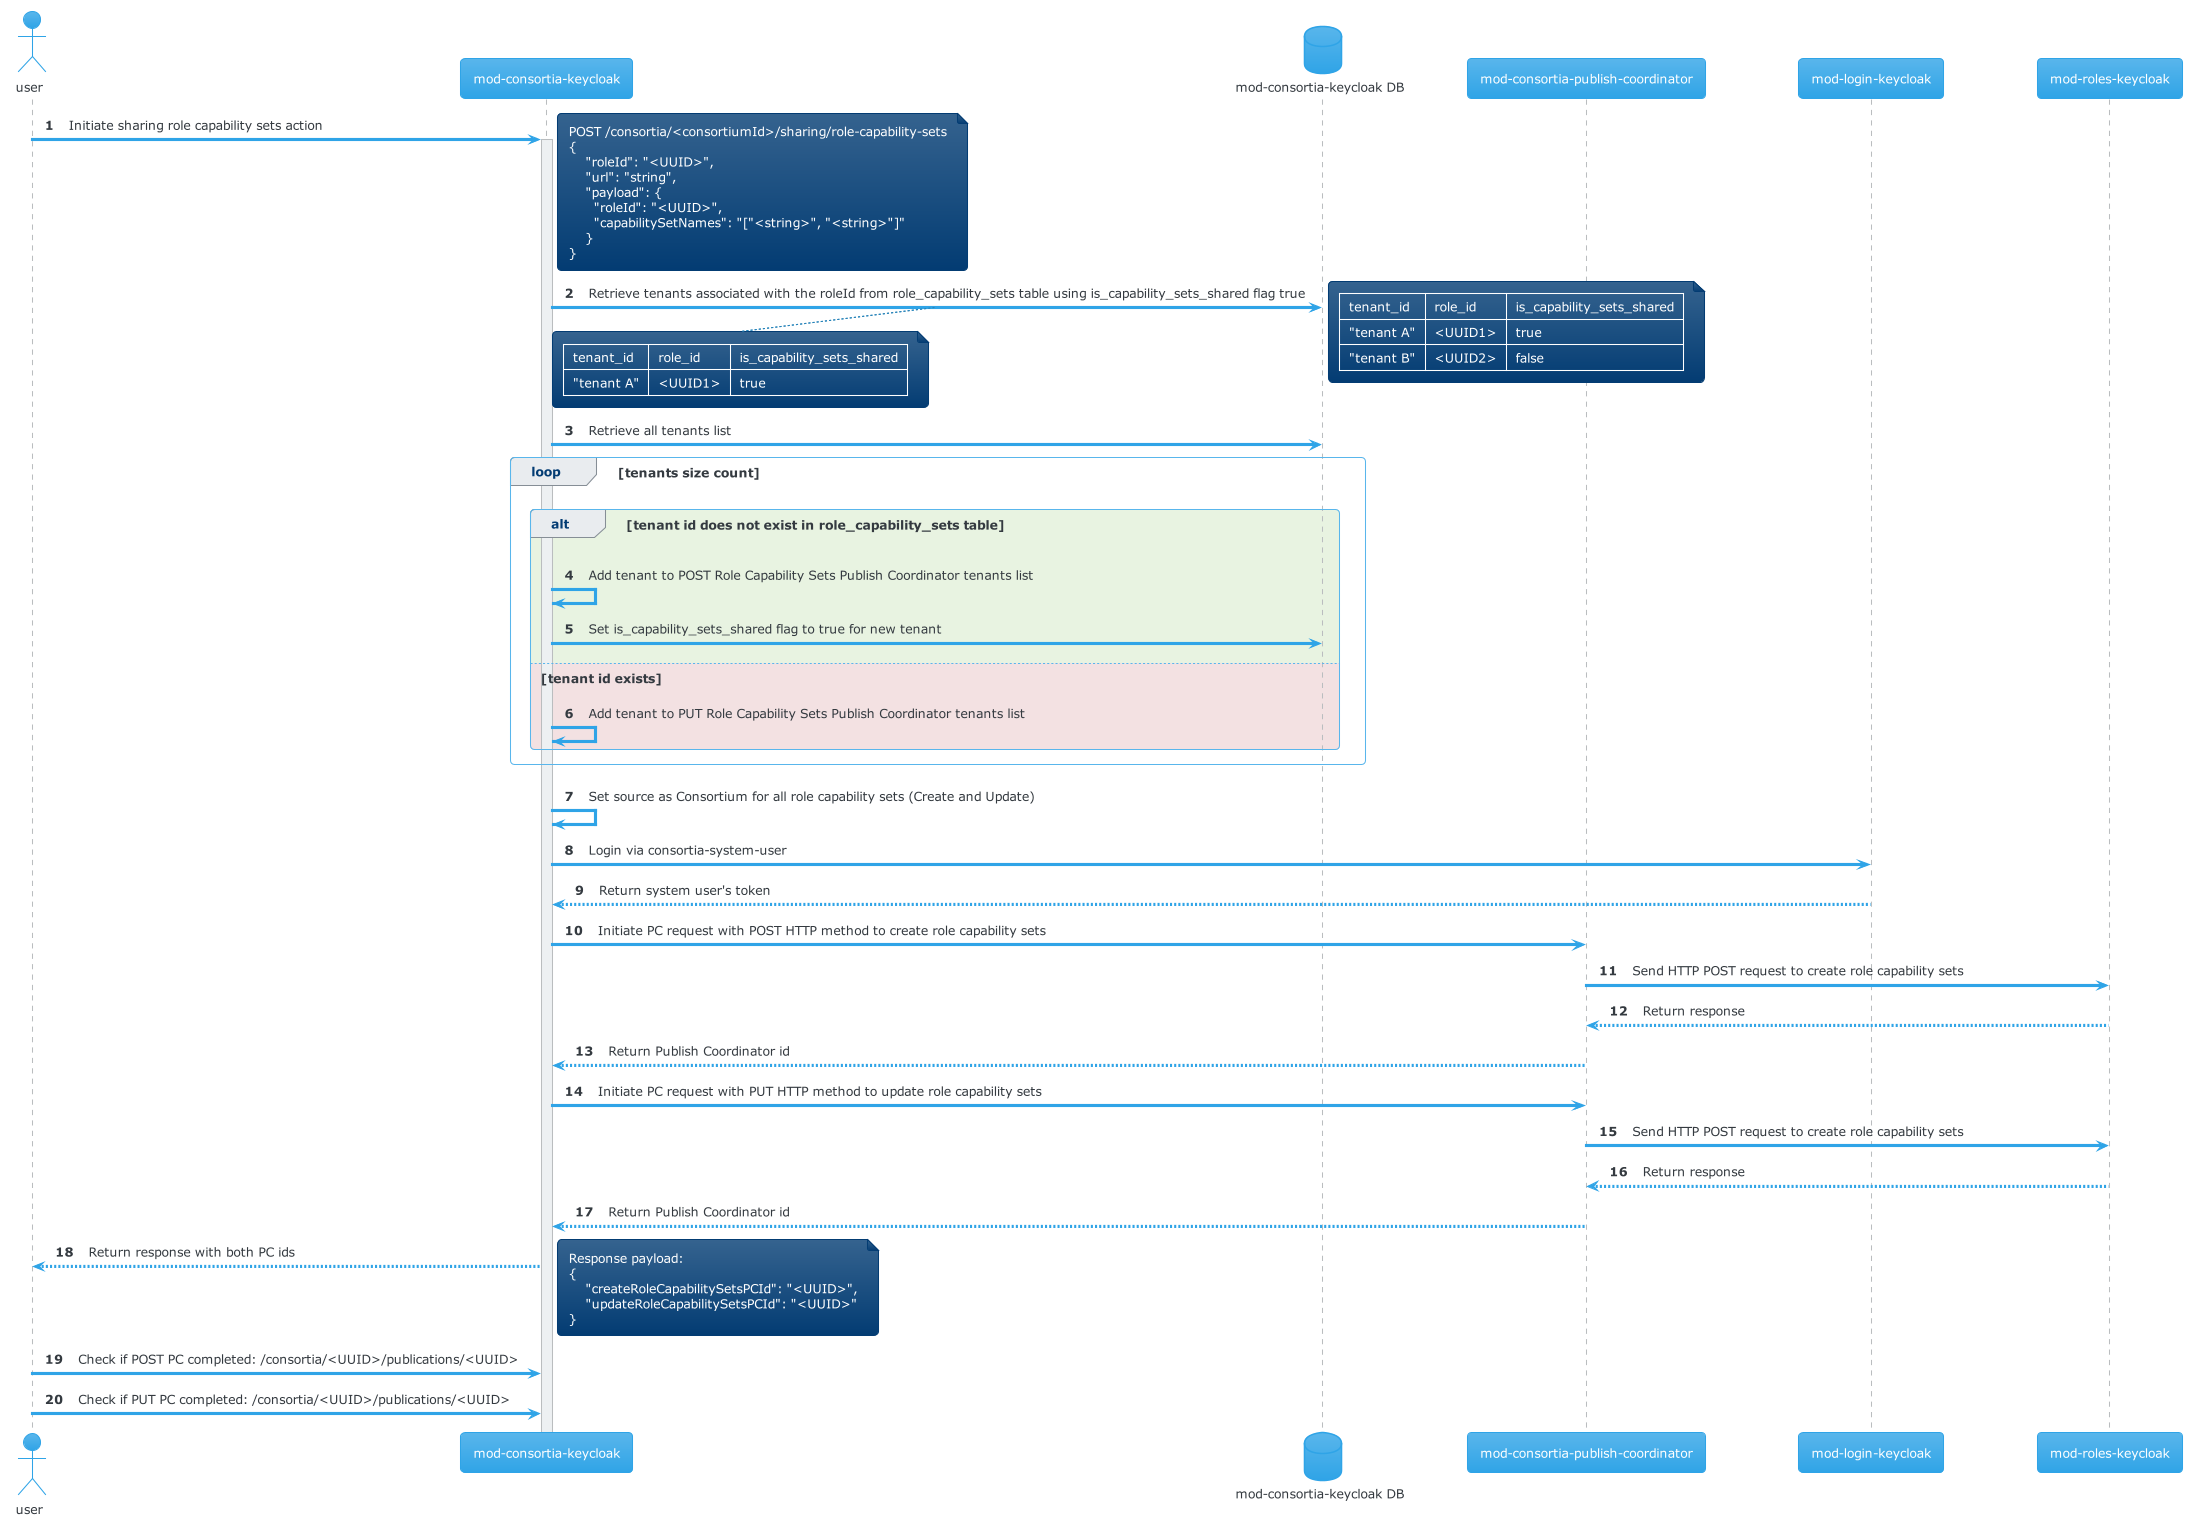 user
mod-consortia-keycloak
mod-consortia-keycloak DB
mod-consortia-publish-coordinator
mod-login-keycloak
mod-roles-keycloak
1 Initiate sharing role capability sets action
POST /consortia/<consortiumId>/sharing/role-capability-sets
{
"roleId": "<UUID>",
"url": "string",
"payload": {
"roleId": "<UUID>",
"capabilitySetNames": "["<string>", "<string>"]"
}
}
2 Retrieve tenants associated with the roleId from role_capability_sets table using is_capability_sets_shared flag true
tenant_id role_id is_capability_sets_shared
"tenant A" <UUID1> true
"tenant B" <UUID2> false
tenant_id role_id is_capability_sets_shared
"tenant A" <UUID1> true
3 Retrieve all tenants list
loop [tenants size count]
alt [tenant id does not exist in role_capability_sets table]
4 Add tenant to POST Role Capability Sets Publish Coordinator tenants list
5 Set is_capability_sets_shared flag to true for new tenant
[tenant id exists]
6 Add tenant to PUT Role Capability Sets Publish Coordinator tenants list
7 Set source as Consortium for all role capability sets (Create and Update)
8 Login via consortia-system-user
9 Return system user's token
10 Initiate PC request with POST HTTP method to create role capability sets
11 Send HTTP POST request to create role capability sets
12 Return response
13 Return Publish Coordinator id
14 Initiate PC request with PUT HTTP method to update role capability sets
15 Send HTTP POST request to create role capability sets
16 Return response
17 Return Publish Coordinator id
18 Return response with both PC ids
Response payload:
{
"createRoleCapabilitySetsPCId": "<UUID>",
"updateRoleCapabilitySetsPCId": "<UUID>"
}
19 Check if POST PC completed: /consortia/<UUID>/publications/<UUID>
20 Check if PUT PC completed: /consortia/<UUID>/publications/<UUID>
user
mod-consortia-keycloak
mod-consortia-keycloak DB
mod-consortia-publish-coordinator
mod-login-keycloak
mod-roles-keycloak